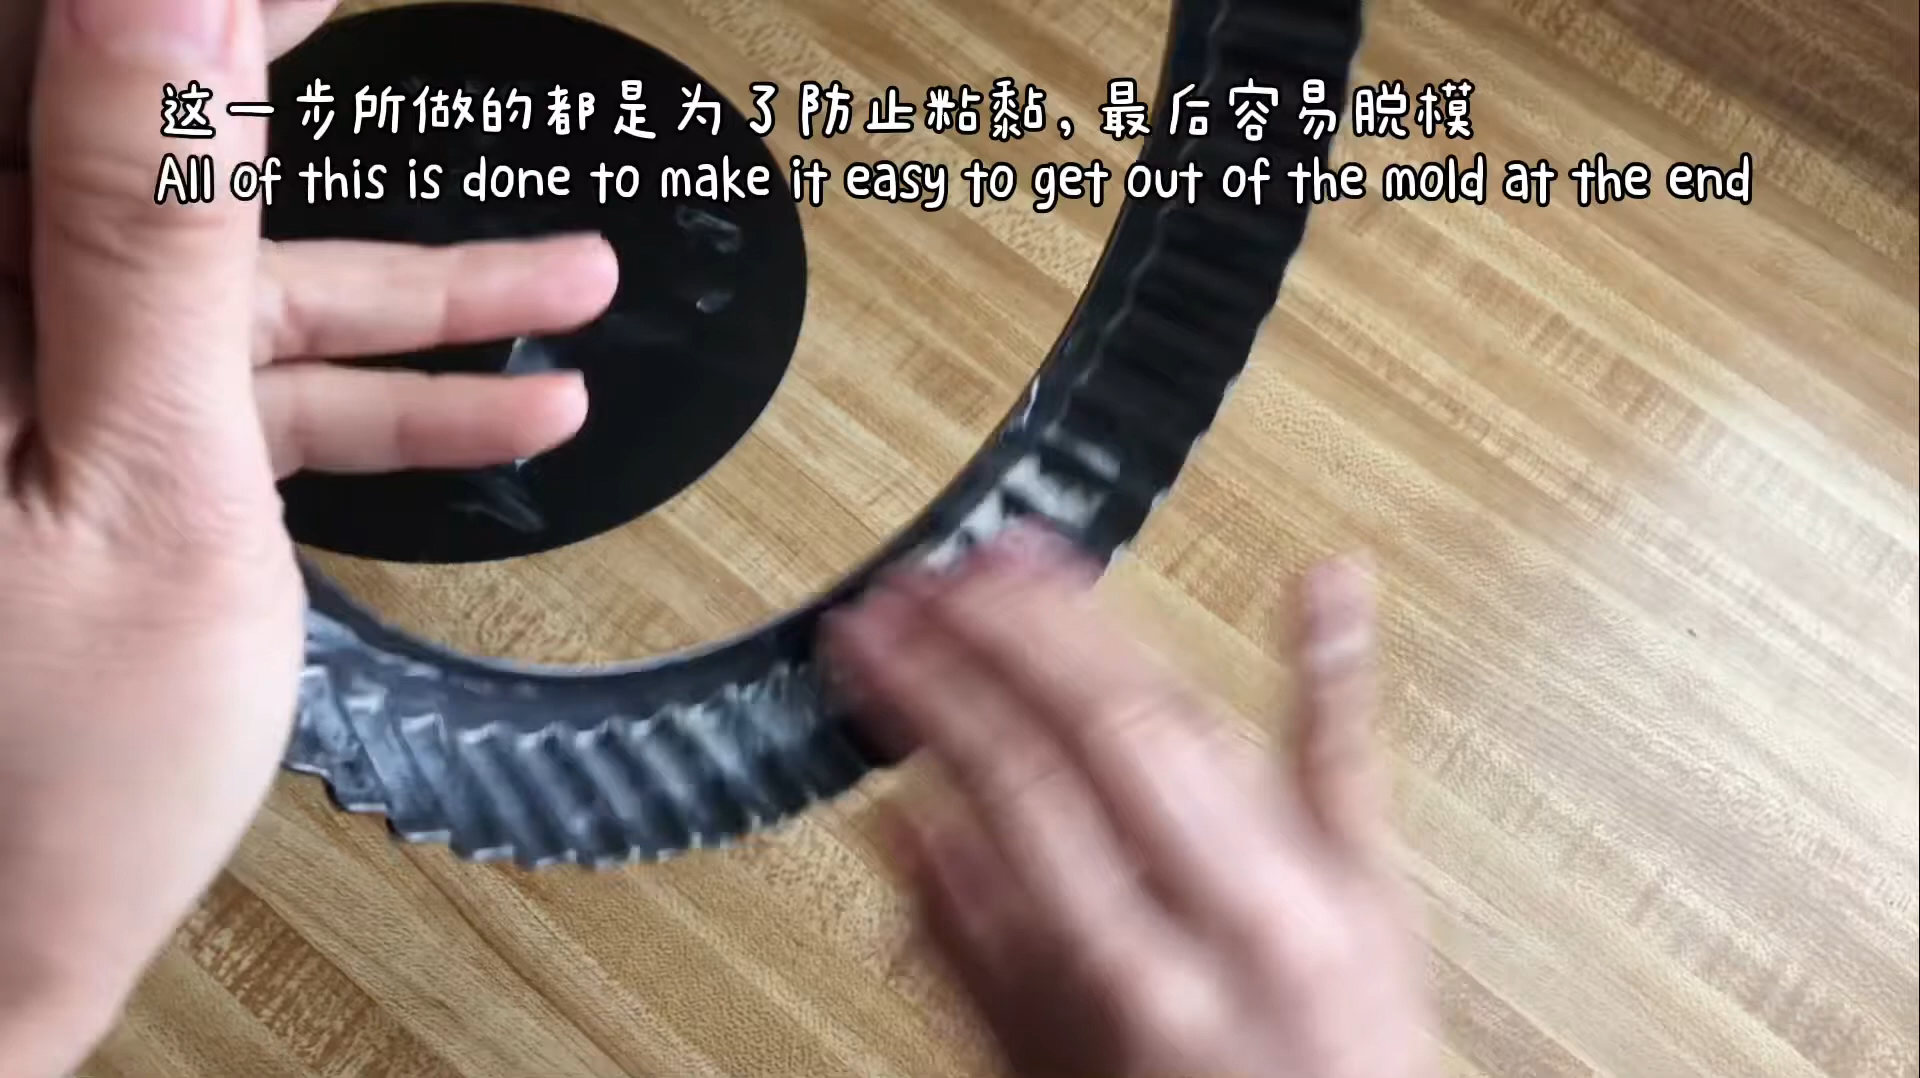 这一步所做的都是为了防止粘黏,最后容易脱模
All of this is done to make it easy to get out of the mold at the end